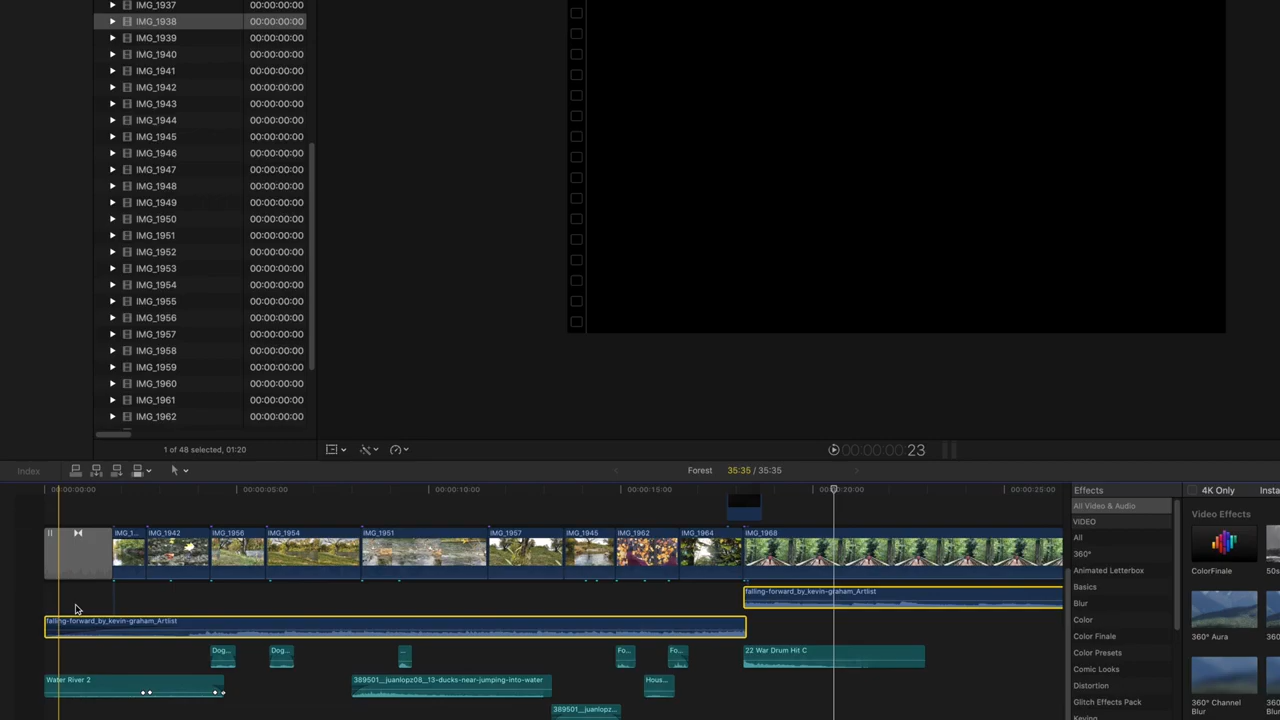 IMG_1937
IMG_1938 00:00:00:00
IMG_1939 00:00:00:00
IMG_1940 00:00:00:00
IMG_1941 00:00:00:00
IMG_1942 00:00:00:00
IMG_1943 00:00:00:00
IMG_1944 00:00:00:00
IMG_1945 00:00:00:00
IMG_1946 00:00:00:00
IMG_1947 00:00:00:00
IMG_1948 00:00:00:00
IMG_1949 00:00:00:00
IMG_1950 00:00:00:00
IMG_1951 00:00:00:00
IMG_1952 00:00:00:00
IMG_1953 00:00:00:00
IMG_1954 00:00:00:00
IMG_1955 00:00:00:00
IMG_1956 00:00:00:00
IMG_1957 00:00:00:00
IMG_1958 00:00:00:00
IMG_1959 00:00:00:00
IMG_1960 00:00:00:00
IMG_1961 00:00:00:00
IMG_1962 00:00:00:00
1 of 48 selected, 01:20
00:00:00:23
Index
Forest 35:35 / 35:35
00:00:00:00 00:00:05:00 00:00:10:00 00:00:15:00 00:00:20:00 00:00:25:00
IMG_1... IMG_1942 IMG_1956 IMG_1954 IMG_1951 IMG_1957 IMG_1945 IMG_1962 IMG_1964 IMG_1968
falling-forward_by_kevin-graham_Artlist
falling-forward_by_kevin-graham_Artlist
Dog... Dog... ... Fo... Fo... 22 War Drum Hit C
Water River 2 389501__juanlopz08__13-ducks-near-jumping-into-water Hous...
389501__juanlopz...
Effects
4K Only
Insta
All Video & Audio
VIDEO
All
360°
Animated Letterbox
Basics
Blur
Color
Color Finale
Color Presets
Comic Looks
Distortion
Glitch Effects Pack
Keying
Video Effects
ColorFinale
50s
360° Aura
360°
360° Channel
Blur
360°